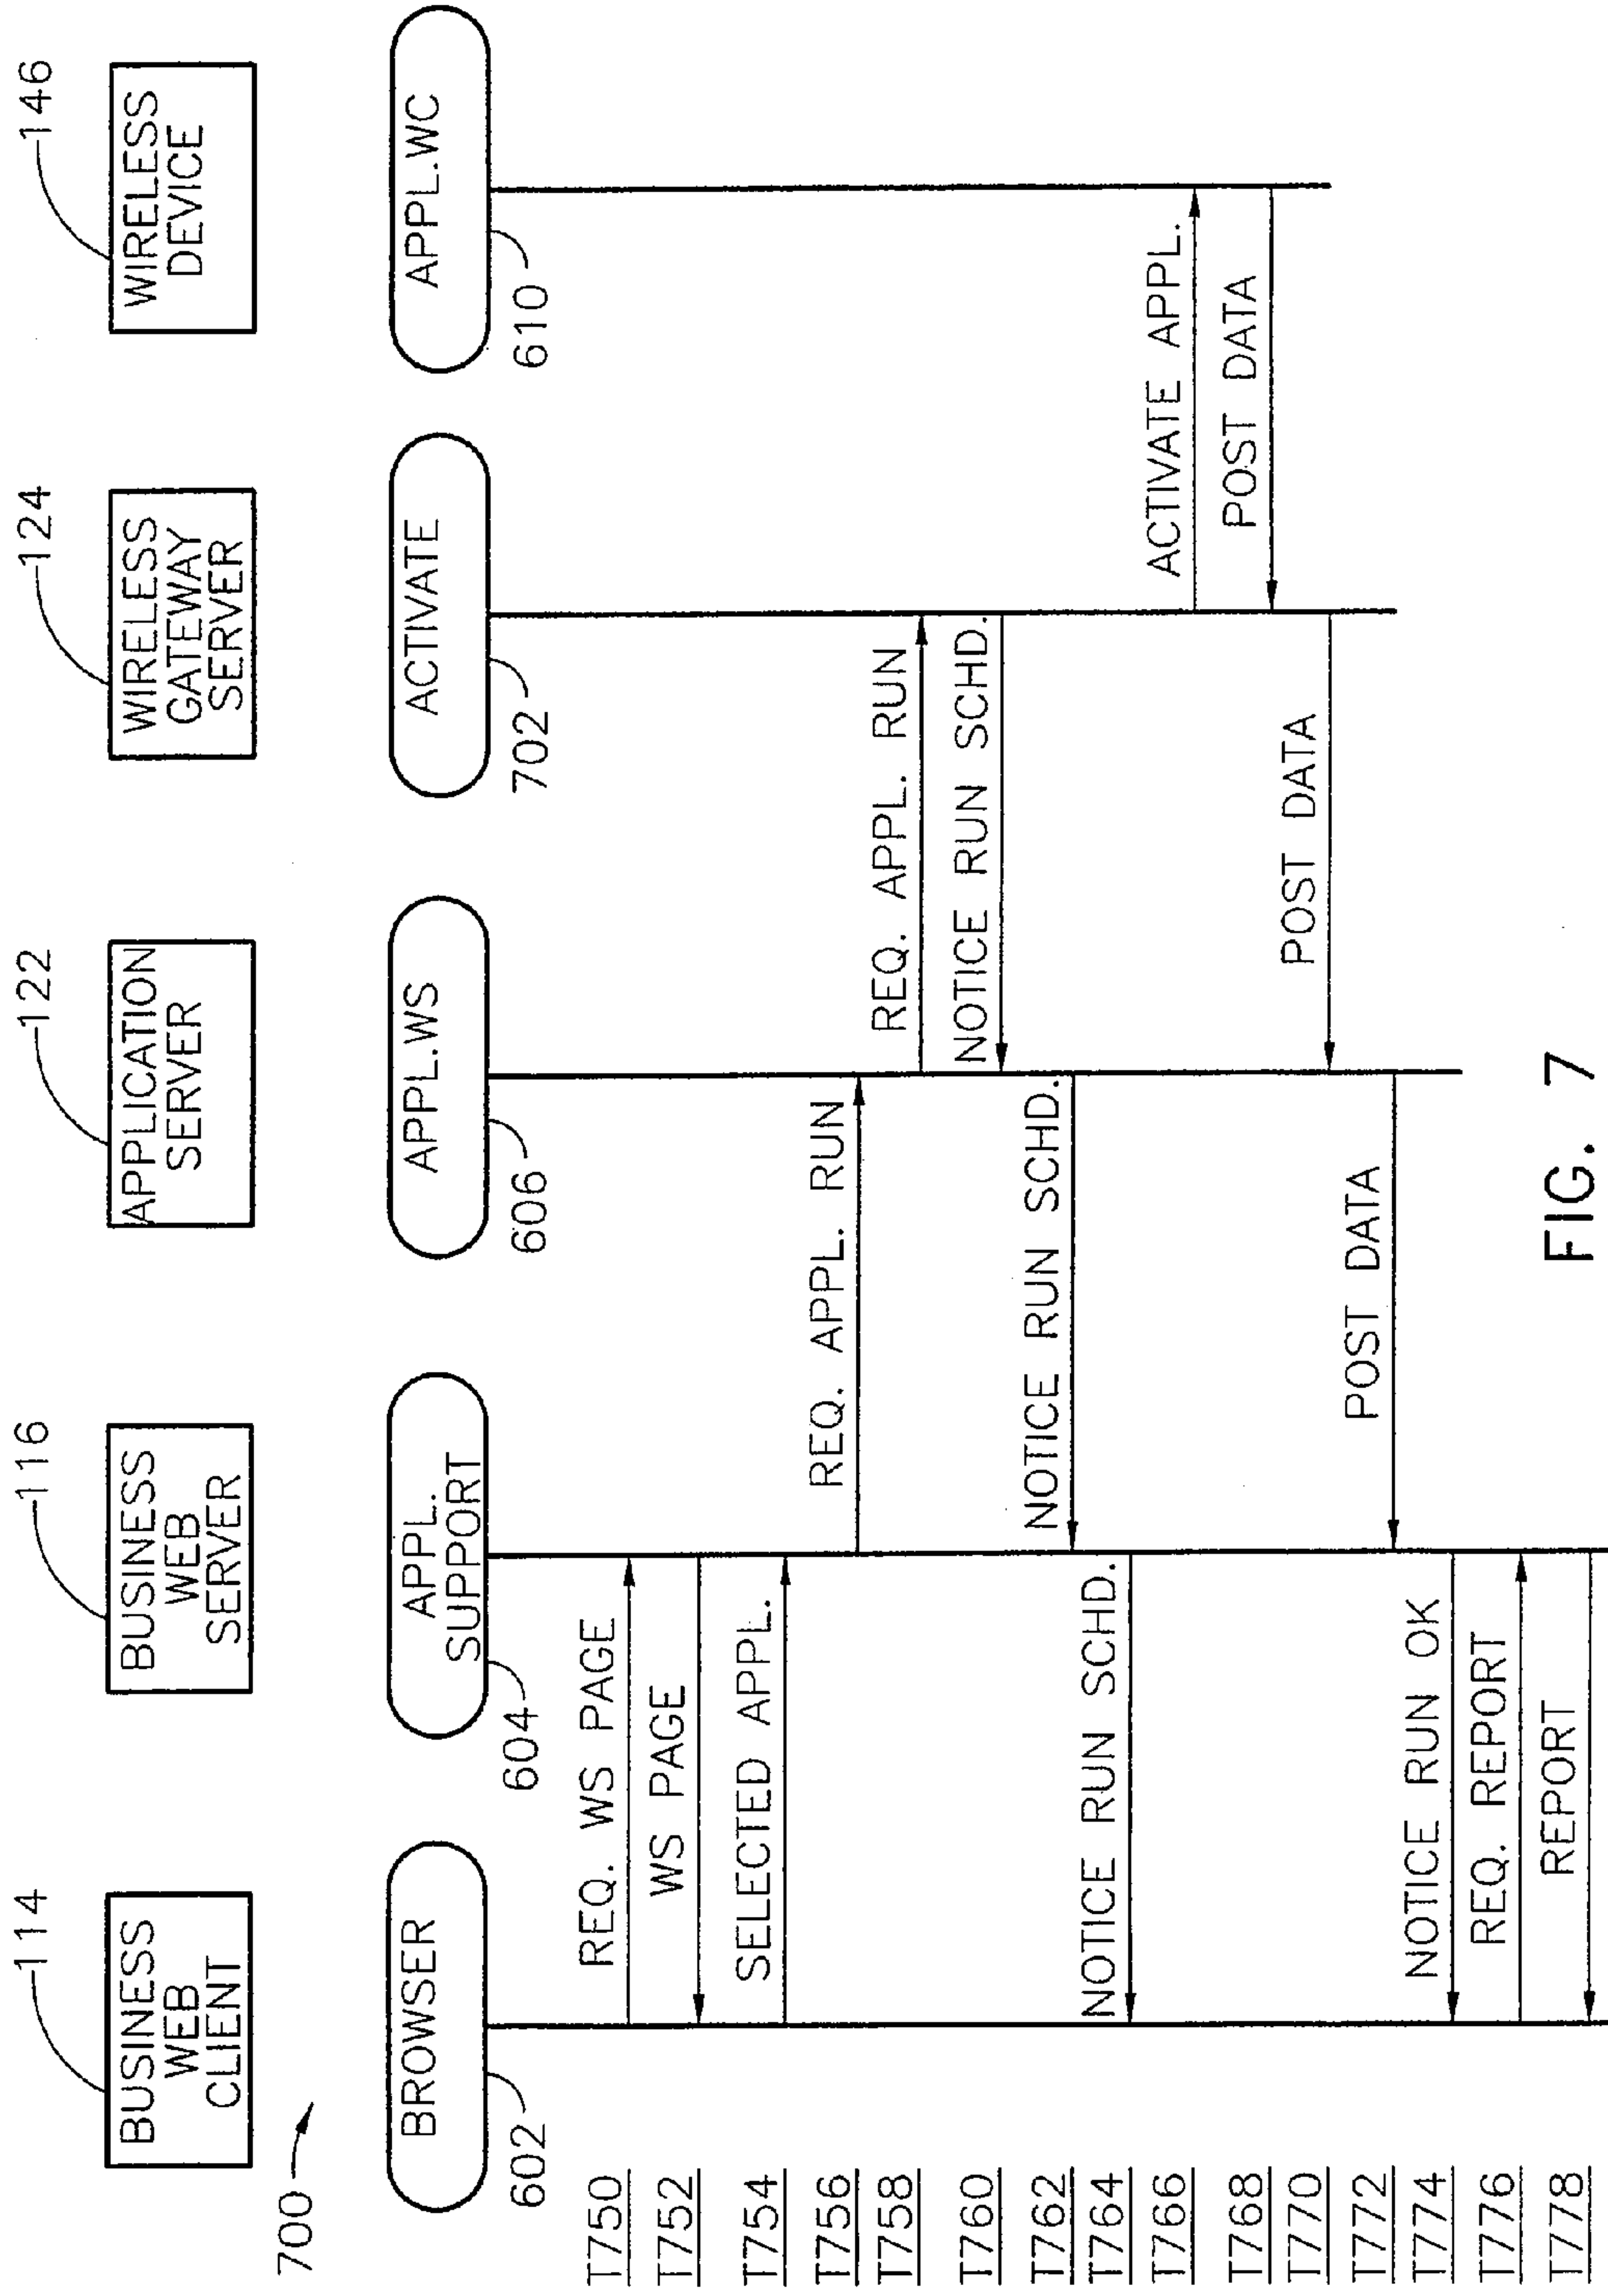 114
116
122
124
146
BUSINESS
WEB
CLIENT
BUSINESS
WEB
SERVER
APPLICATION
SERVER
WIRELESS
GATEWAY
SERVER
WIRELESS
DEVICE
700
BROWSER
APPL.
SUPPORT
APPL.WS
ACTIVATE
APPL.WC
602
604
606
702
610
T750
REQ. WS PAGE
T752
WS PAGE
T754
SELECTED APPL.
T756
REQ. APPL. RUN
T758
REQ. APPL. RUN
T760
NOTICE RUN SCHD.
T762
NOTICE RUN SCHD.
T764
NOTICE RUN SCHD.
T766
ACTIVATE APPL.
T768
POST DATA
T770
POST DATA
T772
POST DATA
T774
NOTICE RUN OK
T776
REQ. REPORT
T778
REPORT
FIG. 7